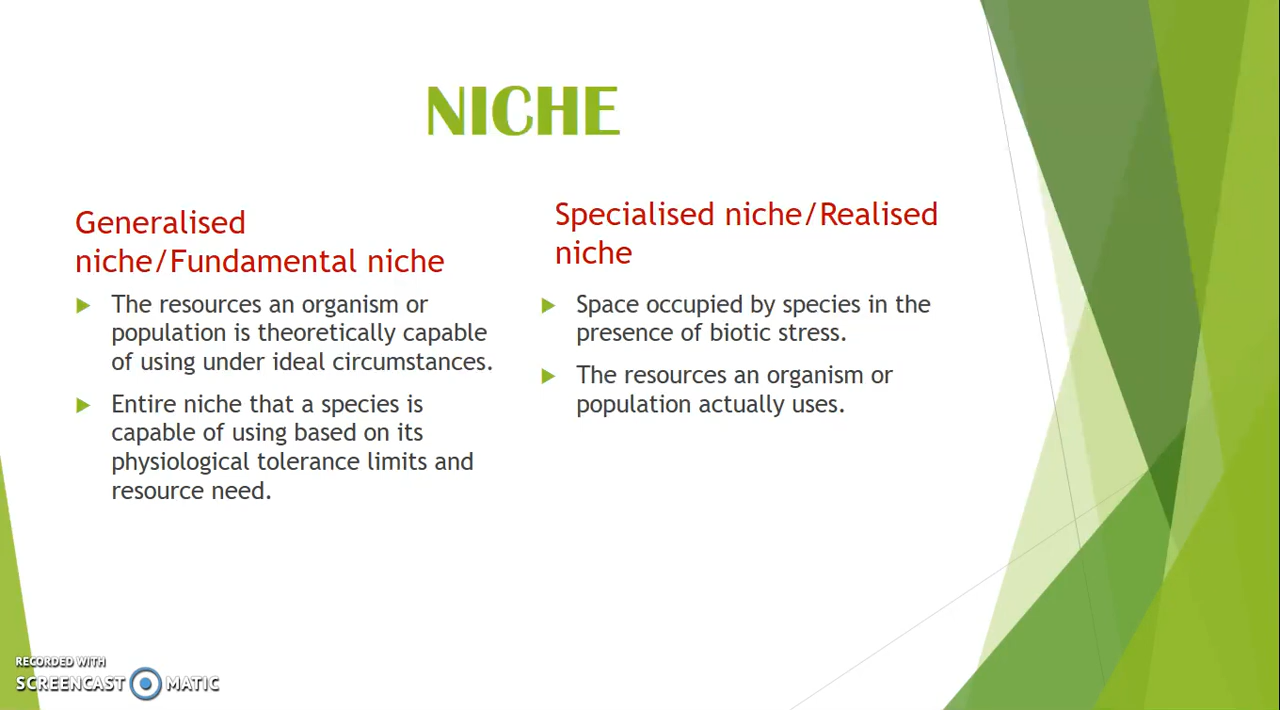 NICHE
Generalised
niche/Fundamental niche
The resources an organism or
population is theoretically capable
of using under ideal circumstances.
Entire niche that a species is
capable of using based on its
physiological tolerance limits and
resource need.
Specialised niche/Realised
niche
Space occupied by species in the
presence of biotic stress.
The resources an organism or
population actually uses.
RECORDED WITH
SCREENCAST MATIC